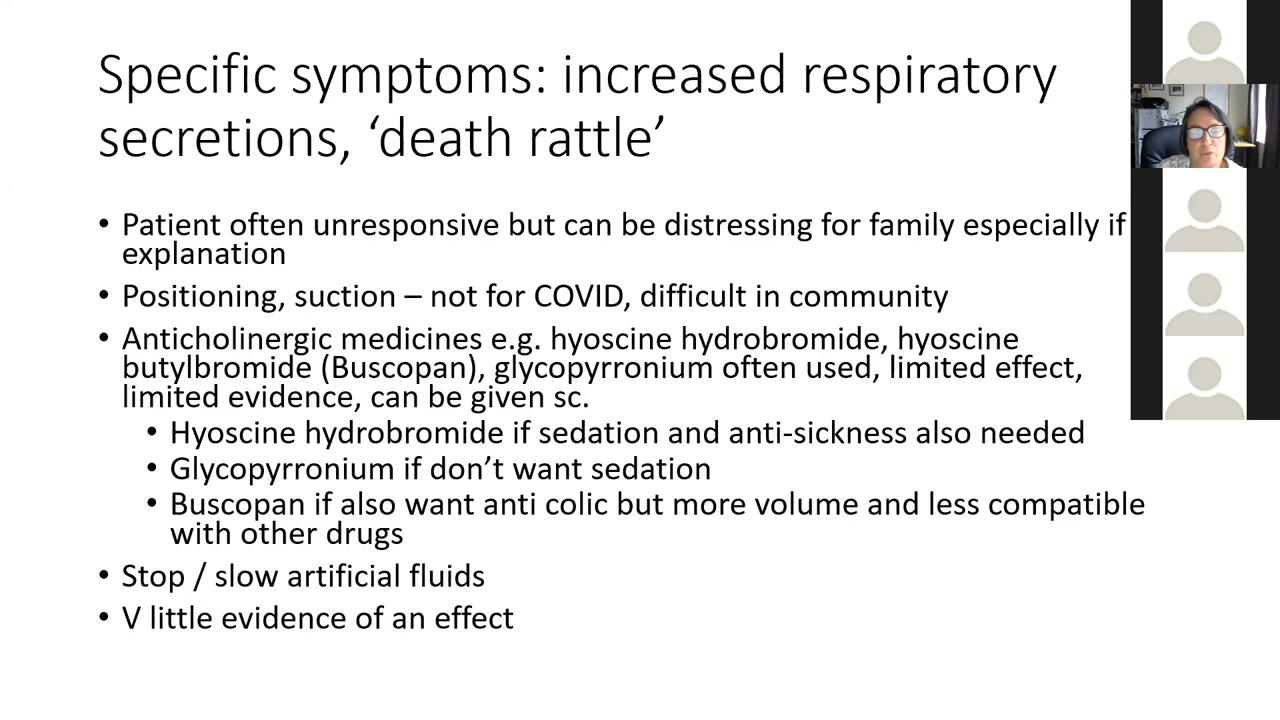 Specific symptoms: increased respiratory
secretions, ‘death rattle’
• Patient often unresponsive but can be distressing for family especially if
explanation
• Positioning, suction – not for COVID, difficult in community
• Anticholinergic medicines e.g. hyoscine hydrobromide, hyoscine
butylbromide (Buscopan), glycopyrronium often used, limited effect,
limited evidence, can be given sc.
• Hyoscine hydrobromide if sedation and anti-sickness also needed
• Glycopyrronium if don’t want sedation
• Buscopan if also want anti colic but more volume and less compatible
with other drugs
• Stop / slow artificial fluids
• V little evidence of an effect